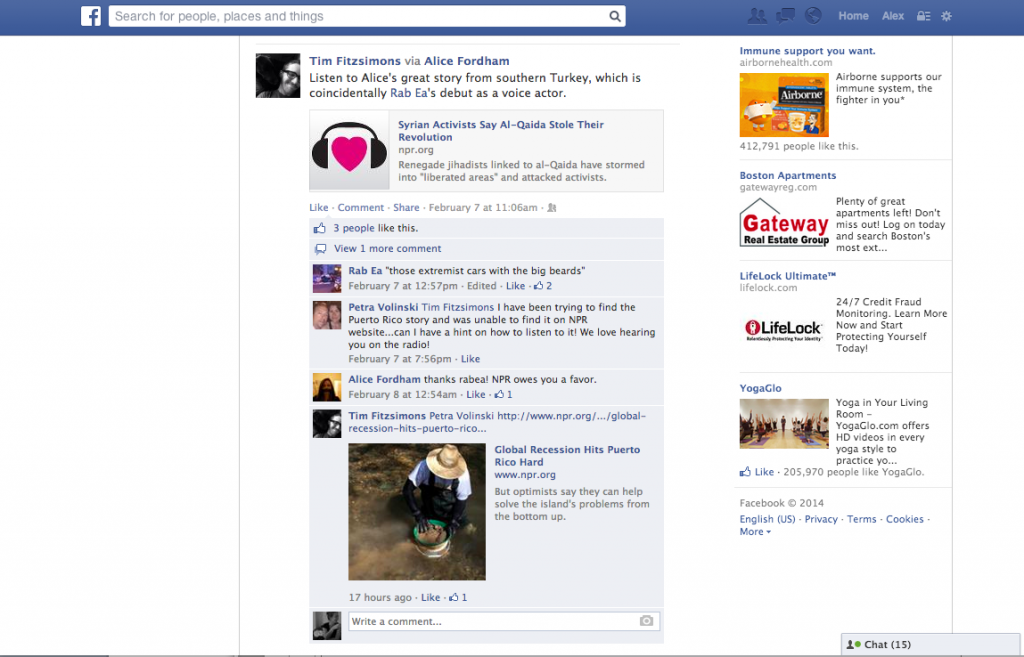 f
Search for people, places and things
Home Alex
Tim Fitzsimons via Alice Fordham
Listen to Alice's great story from southern Turkey, which is
coincidentally Rab Ea's debut as a voice actor.
Syrian Activists Say Al-Qaida Stole Their
Revolution
npr.org
Renegade jihadists linked to al-Qaida have stormed
into "liberated areas" and attacked activists.
Like · Comment · Share · February 7 at 11:06am ·
3 people like this.
View 1 more comment
Rab Ea "those extremist cars with the big beards"
February 7 at 12:57pm · Edited · Like · 2
Petra Volinski Tim Fitzsimons I have been trying to find the
Puerto Rico story and was unable to find it on NPR
website...can I have a hint on how to listen to it! We love hearing
you on the radio!
February 7 at 7:56pm · Like
Alice Fordham thanks rabea! NPR owes you a favor.
February 8 at 12:54am · Like · 1
Tim Fitzsimons Petra Volinski http://www.npr.org/.../global-
recession-hits-puerto-rico...
Global Recession Hits Puerto
Rico Hard
www.npr.org
But optimists say they can help
solve the island's problems from
the bottom up.
17 hours ago · Like · 1
Write a comment...
Immune support you want.
airbornehealth.com
Airborne
Airborne supports our
immune system, the
fighter in you*
412,791 people like this.
Boston Apartments
gatewayreg.com
Gateway
Real Estate Group
Plenty of great
apartments left! Don't
miss out! Log on today
and search Boston's
most ext...
LifeLock Ultimate™
lifelock.com
LifeLock
Relentlessly Protecting Your Identity
24/7 Credit Fraud
Monitoring. Learn More
Now and Start
Protecting Yourself
Today!
YogaGlo
Yoga in Your Living
Room –
YogaGlo.com offers
HD videos in every
yoga style to
practice yo...
Like · 205,970 people like YogaGlo.
Facebook © 2014
English (US) · Privacy · Terms · Cookies ·
More
Chat (15)